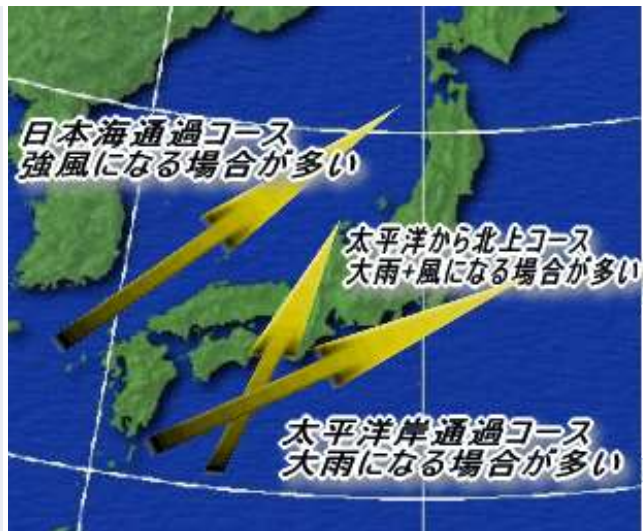 日本海通過コース
強風になる場合が多い
太平洋から北上コース
大雨+風になる場合が多い
太平洋岸通過コース
大雨になる場合が多い